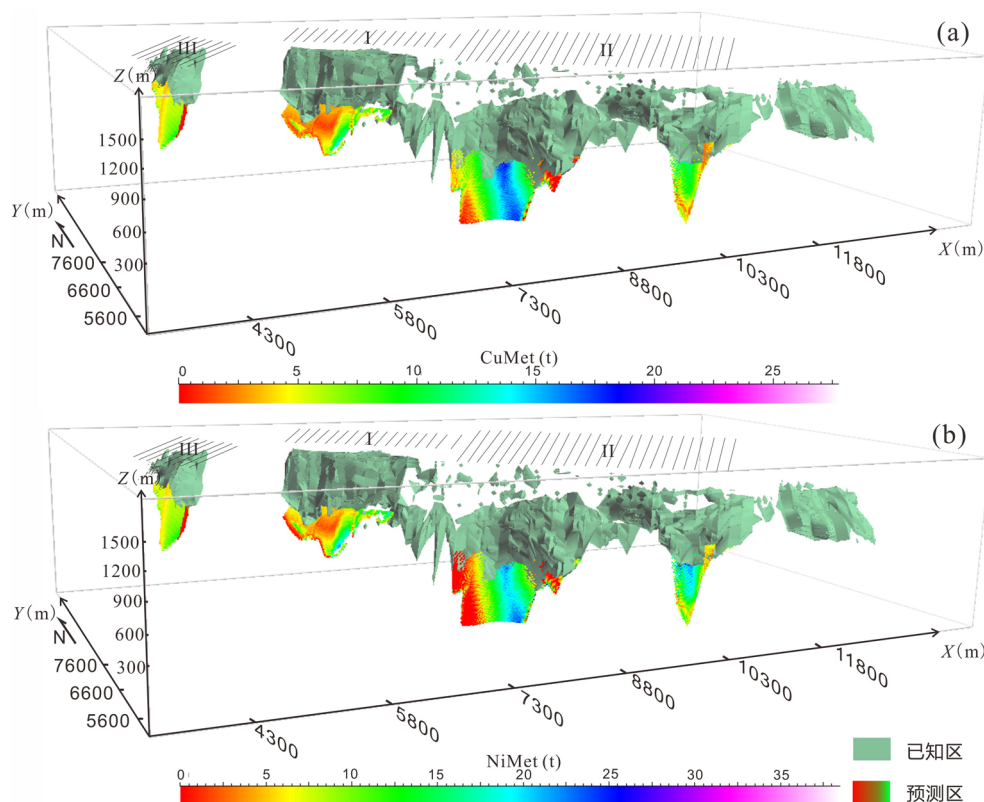 (a)
III
I
II
Z(m)
1500
1200
900
600
300
Y(m)
N
7600
6600
5600
4300
5800
7300
8800
10300
11800
X(m)
CuMet (t)
0 5 10 15 20 25
(b)
III
I
II
Z(m)
1500
1200
900
600
300
Y(m)
N
7600
6600
5600
4300
5800
7300
8800
10300
11800
X(m)
NiMet (t)
0 5 10 15 20 25 30 35
已知区
预测区